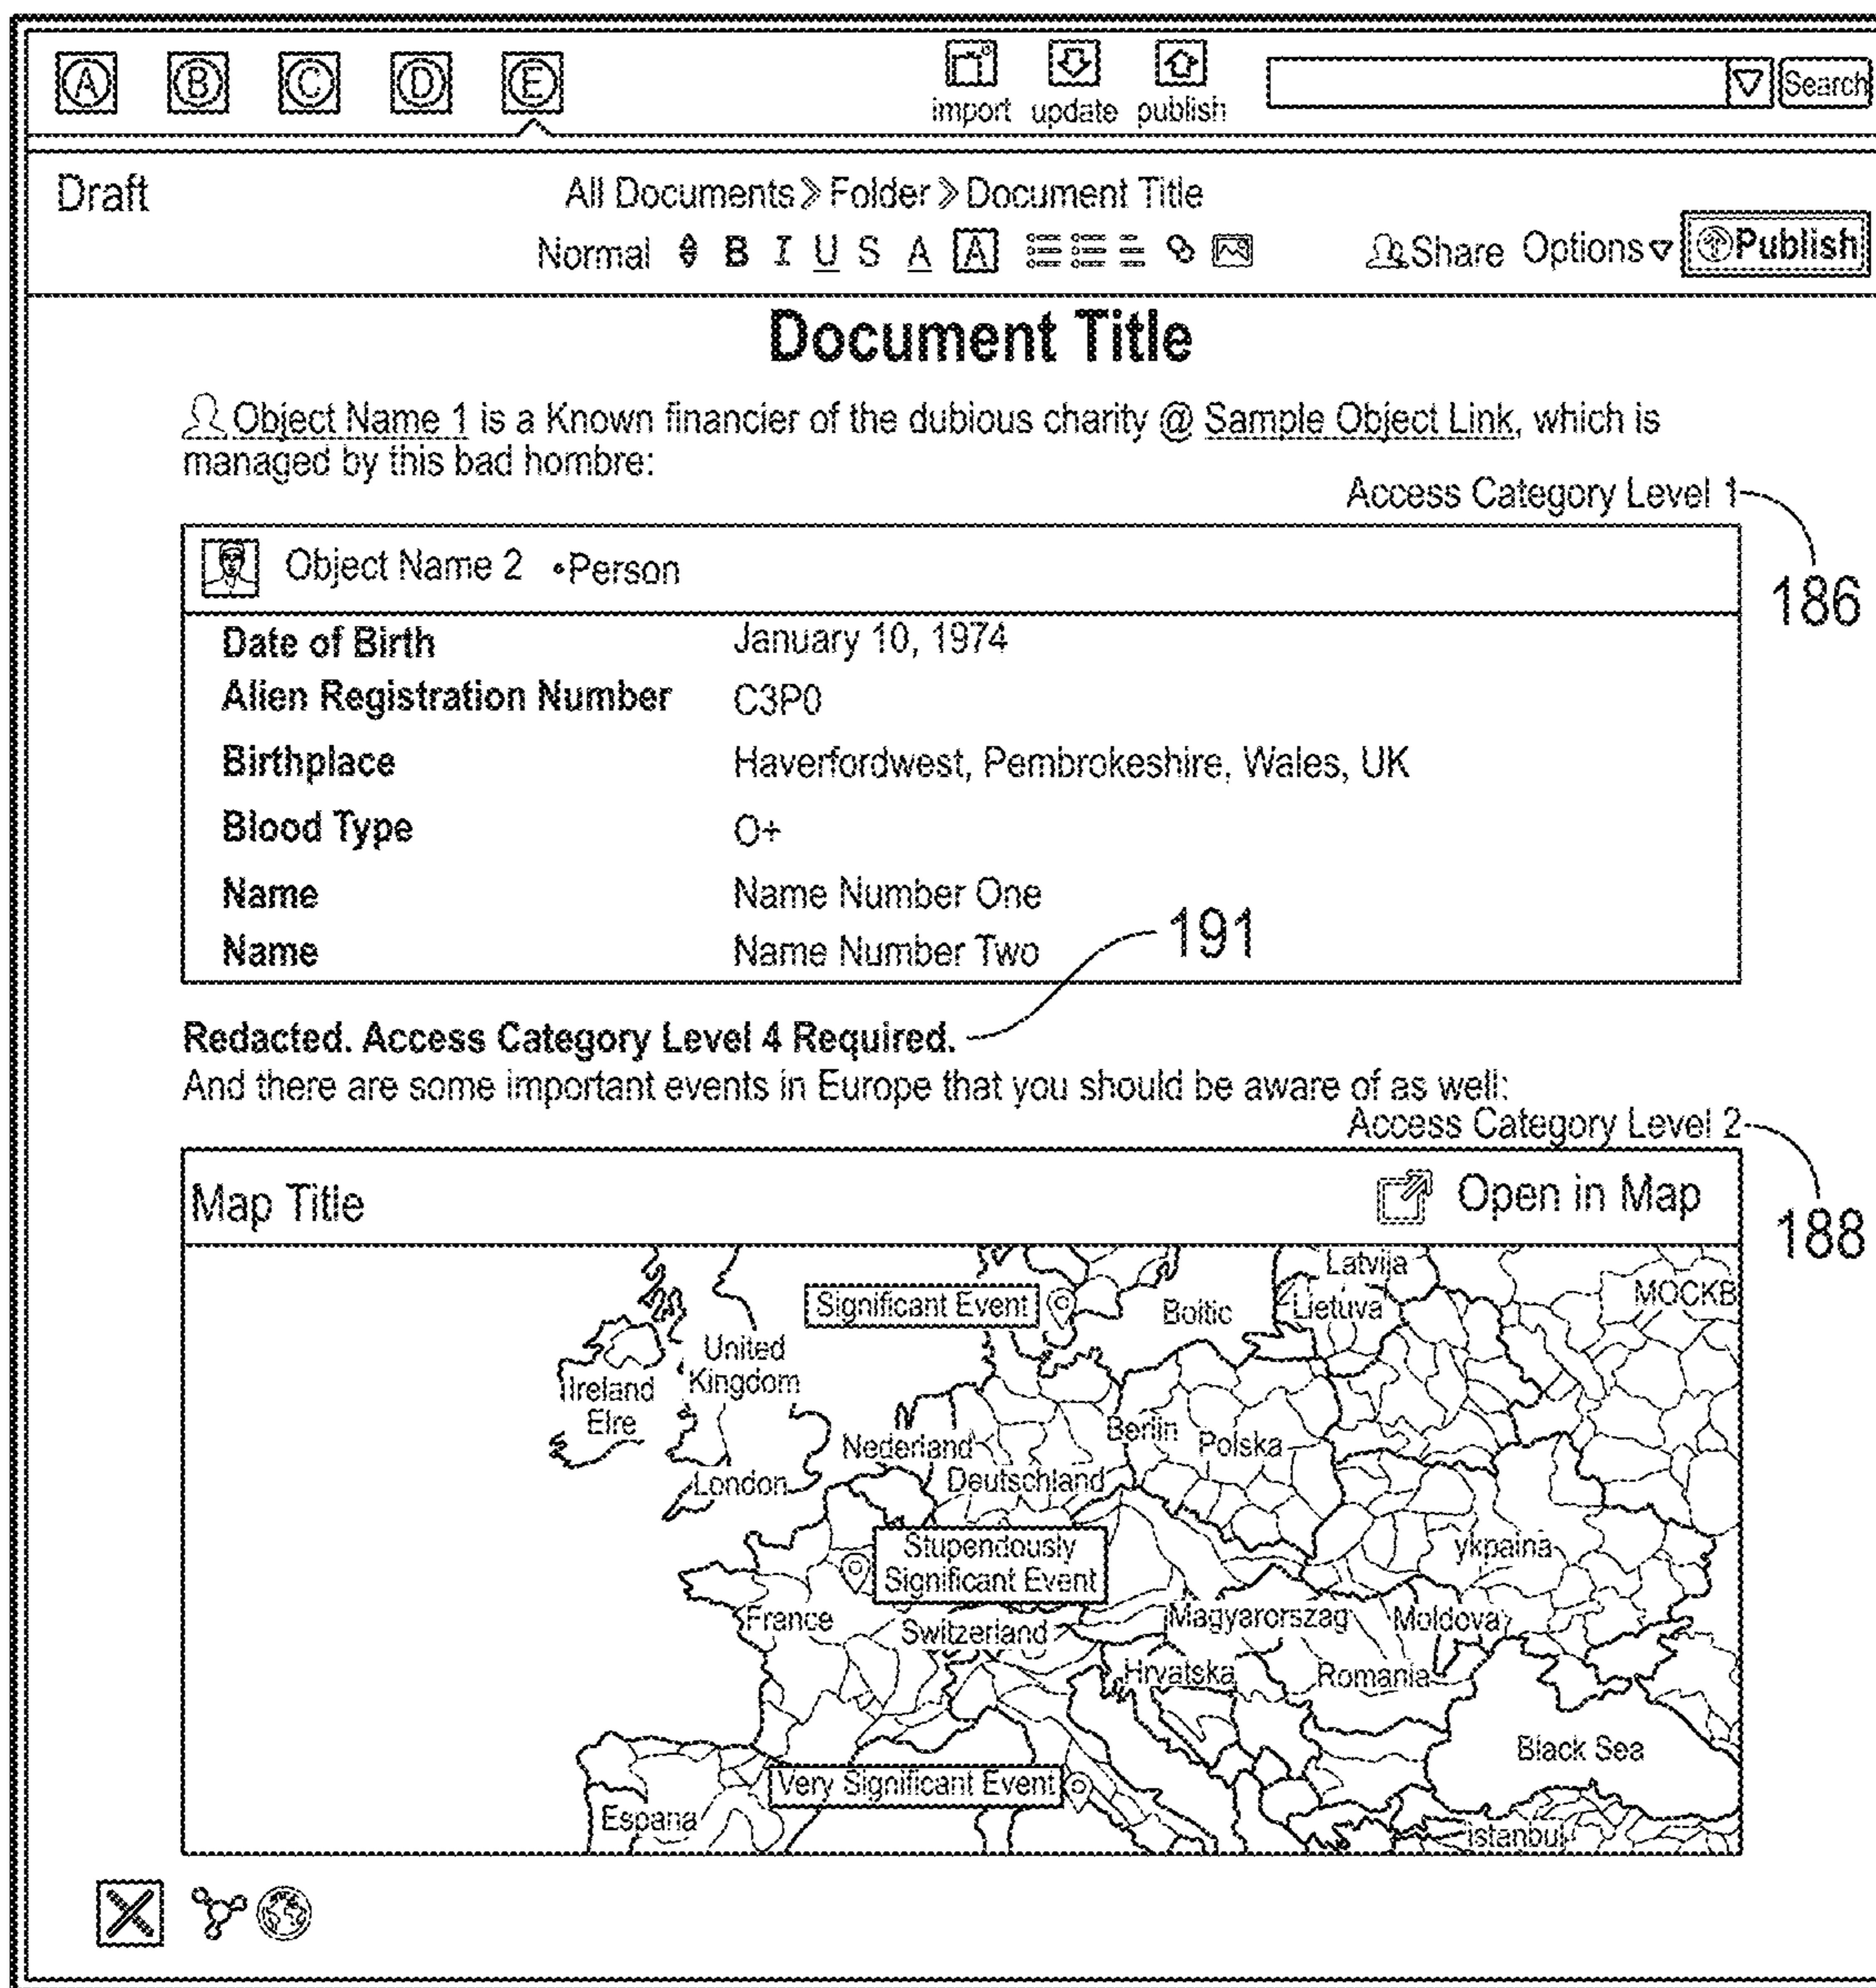 A B C D E
import update publish
Search
Draft
All Documents > Folder > Document Title
Normal B I U S A A
Share Options Publish
Document Title
Object Name 1 is a Known financier of the dubious charity @ Sample Object Link, which is
managed by this bad hombre:
Access Category Level 1
186
Object Name 2 •Person
Date of Birth January 10, 1974
Alien Registration Number C3P0
Birthplace Haverfordwest, Pembrokeshire, Wales, UK
Blood Type O+
Name Name Number One
Name Name Number Two
191
Redacted. Access Category Level 4 Required.
And there are some important events in Europe that you should be aware of as well:
Access Category Level 2
188
Map Title
Open in Map
Latvija
Significant Event
Boitic
Lietuva
MOCKB
United
Kingdom
Ireland
Eire
Nederland
Berlin
Polska
London
Deutschland
Stupendously
Significant Event
ykpaina
France
Switzerland
Magyarorszag
Moldova
Hrvatska
Romania
Black Sea
Very Significant Event
Espana
Istanbul